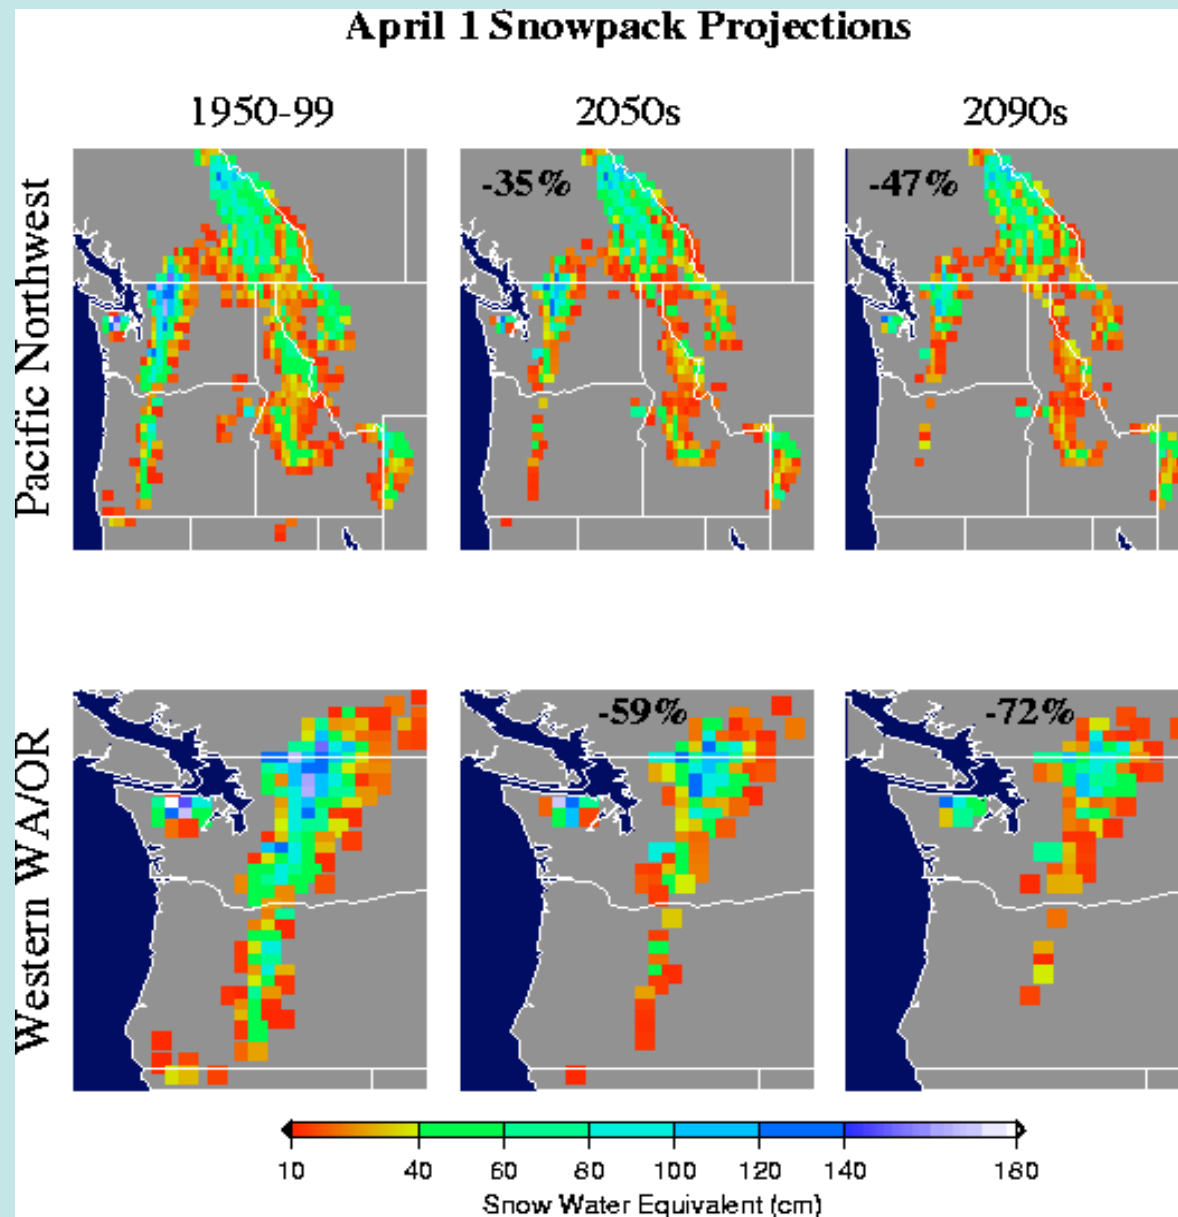 April 1 Snowpack Projections
1950-99 2050s 2090s
Pacific Northwest
-35% -47%
Western WA/OR
-59% -72%
10 40 60 80 100 120 140 160
Snow Water Equivalent (cm)